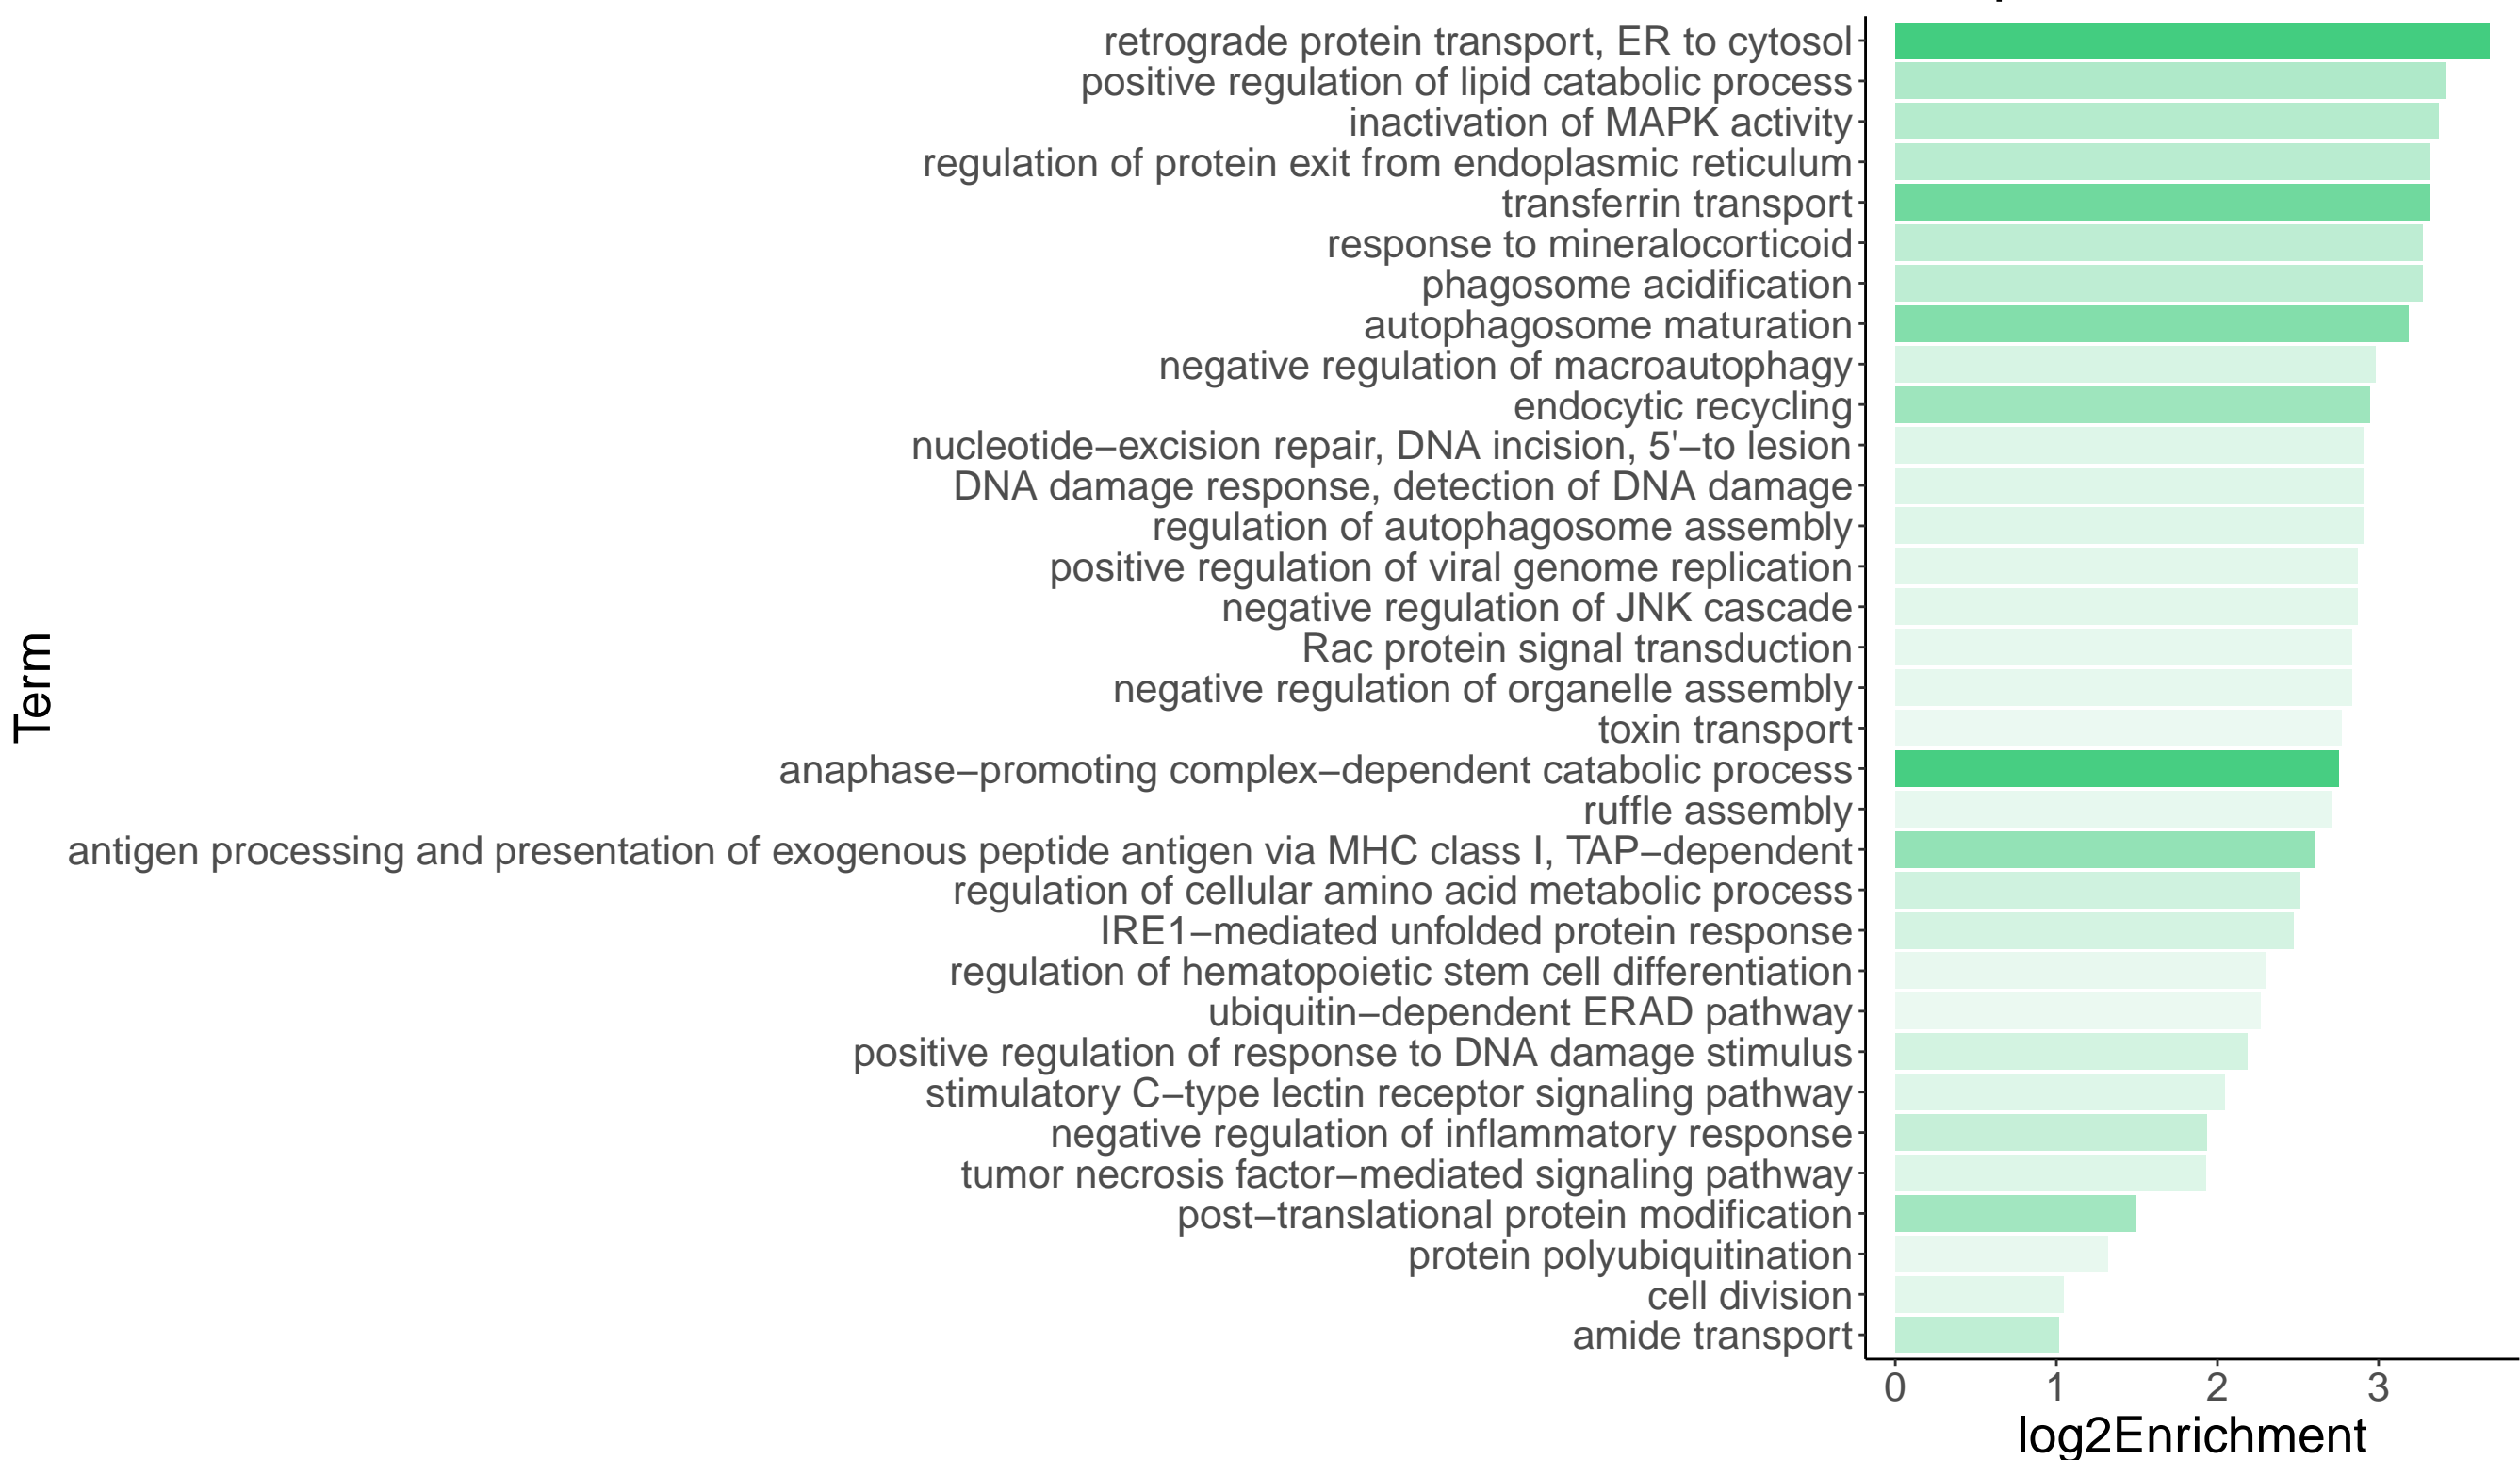 retrograde protein transport, ER to cytosol
positive regulation of lipid catabolic process
inactivation of MAPK activity
regulation of protein exit from endoplasmic reticulum
transferrin transport
response to mineralocorticoid
phagosome acidification
autophagosome maturation
negative regulation of macroautophagy
endocytic recycling
nucleotide−excision repair, DNA incision, 5'−to lesion
DNA damage response, detection of DNA damage
regulation of autophagosome assembly
positive regulation of viral genome replication
negative regulation of JNK cascade
Rac protein signal transduction
negative regulation of organelle assembly
toxin transport
anaphase−promoting complex−dependent catabolic process
ruffle assembly
antigen processing and presentation of exogenous peptide antigen via MHC class I, TAP−dependent
regulation of cellular amino acid metabolic process
IRE1−mediated unfolded protein response
regulation of hematopoietic stem cell differentiation
ubiquitin−dependent ERAD pathway
positive regulation of response to DNA damage stimulus
stimulatory C−type lectin receptor signaling pathway
negative regulation of inflammatory response
tumor necrosis factor−mediated signaling pathway
post−translational protein modification
protein polyubiquitination
cell division
amide transport
Term
0 1 2 3
log2Enrichment